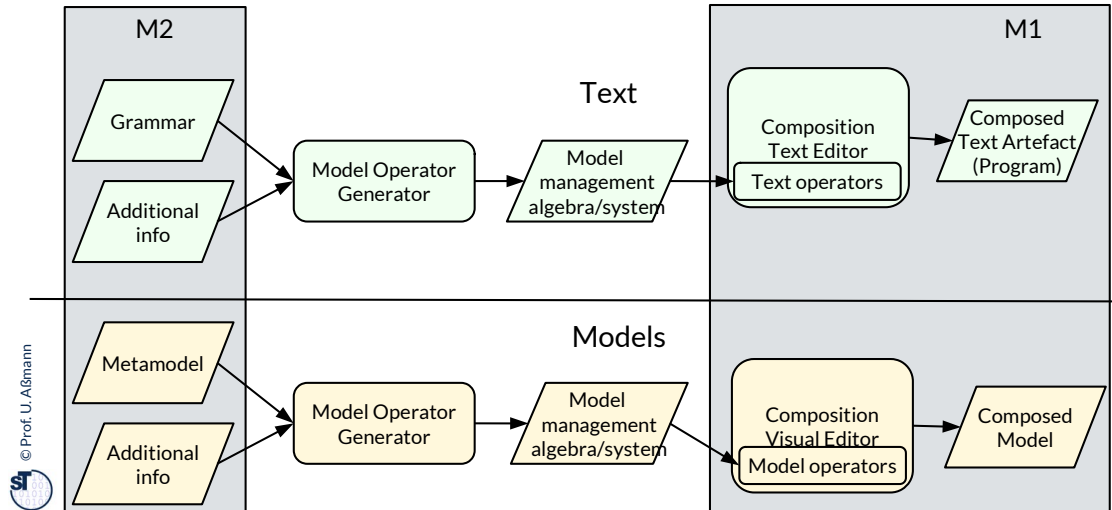 M2
M1
Text
Grammar
Additional
info
Model Operator
Generator
Model
management
algebra/system
Composition
Text Editor
Text operators
Composed
Text Artefact
(Program)
Models
Metamodel
Additional
info
Model Operator
Generator
Model
management
algebra/system
Composition
Visual Editor
Model operators
Composed
Model
© Prof. U. Aßmann
ST